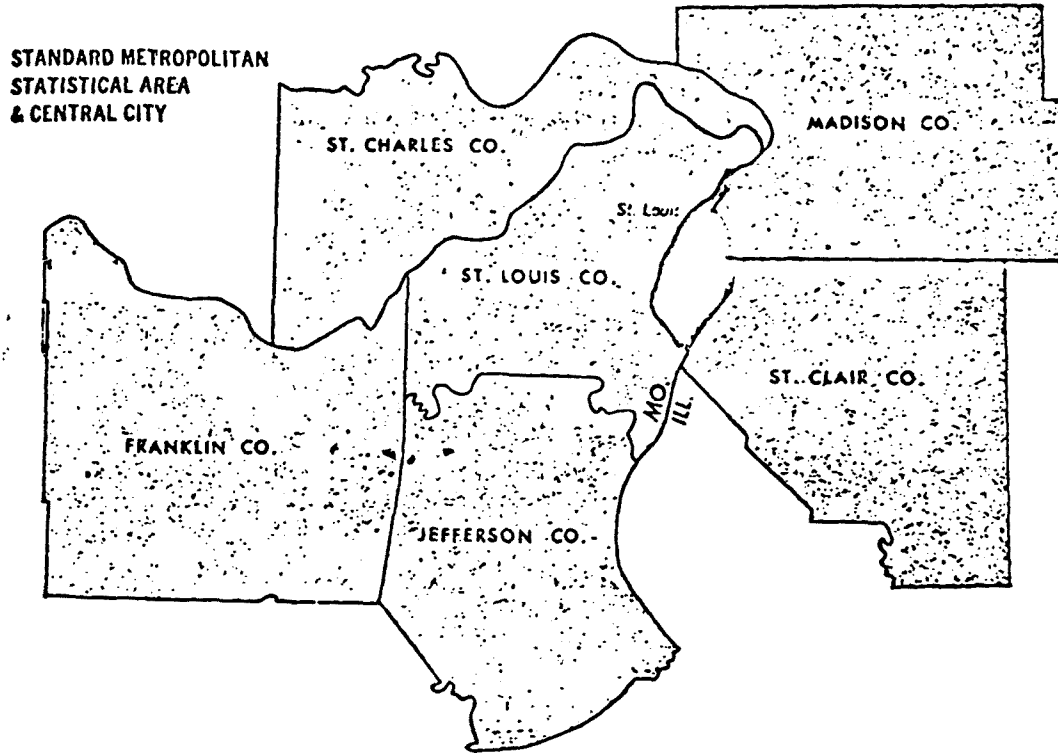 STANDARD METROPOLITAN
STATISTICAL AREA
& CENTRAL CITY
MADISON CO.
ST. CHARLES CO.
St. Louis
ST. LOUIS CO.
ST. CLAIR CO.
MO.
ILL.
FRANKLIN CO.
JEFFERSON CO.